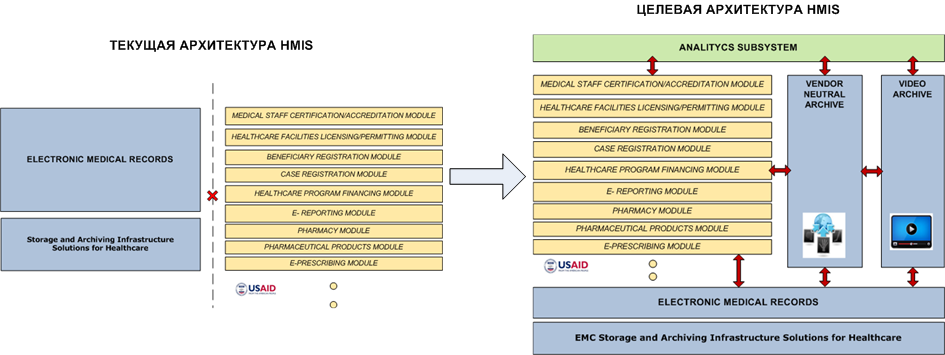 ТЕКУЩАЯ АРХИТЕКТУРА HMIS
ELECTRONIC MEDICAL RECORDS
Storage and Archiving Infrastructure
Solutions for Healthcare
MEDICAL STAFF CERTIFICATION/ACCREDITATION MODULE
HEALTHCARE FACILITIES LICENSING/PERMITTING MODULE
BENEFICIARY REGISTRATION MODULE
CASE REGISTRATION MODULE
HEALTHCARE PROGRAM FINANCING MODULE
E- REPORTING MODULE
PHARMACY MODULE
PHARMACEUTICAL PRODUCTS MODULE
E-PRESCRIBING MODULE
USAID
ЦЕЛЕВАЯ АРХИТЕКТУРА HMIS
ANALITYCS SUBSYSTEM
MEDICAL STAFF CERTIFICATION/ACCREDITATION MODULE
HEALTHCARE FACILITIES LICENSING/PERMITTING MODULE
BENEFICIARY REGISTRATION MODULE
CASE REGISTRATION MODULE
HEALTHCARE PROGRAM FINANCING MODULE
E- REPORTING MODULE
PHARMACY MODULE
PHARMACEUTICAL PRODUCTS MODULE
E-PRESCRIBING MODULE
USAID
VENDOR
NEUTRAL
ARCHIVE
VIDEO
ARCHIVE
ELECTRONIC MEDICAL RECORDS
EMC Storage and Archiving Infrastructure Solutions for Healthcare